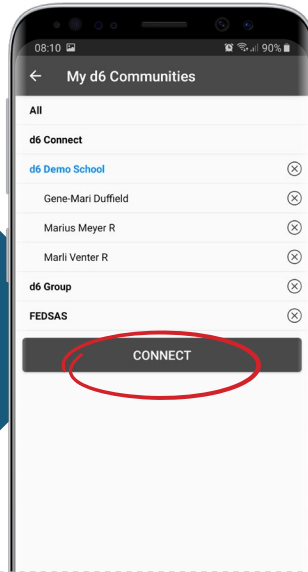 08:10 90%
My d6 Communities
All
d6 Connect
d6 Demo School
Gene-Mari Duffield
Marius Meyer R
Marli Venter R
d6 Group
FEDSAS
CONNECT